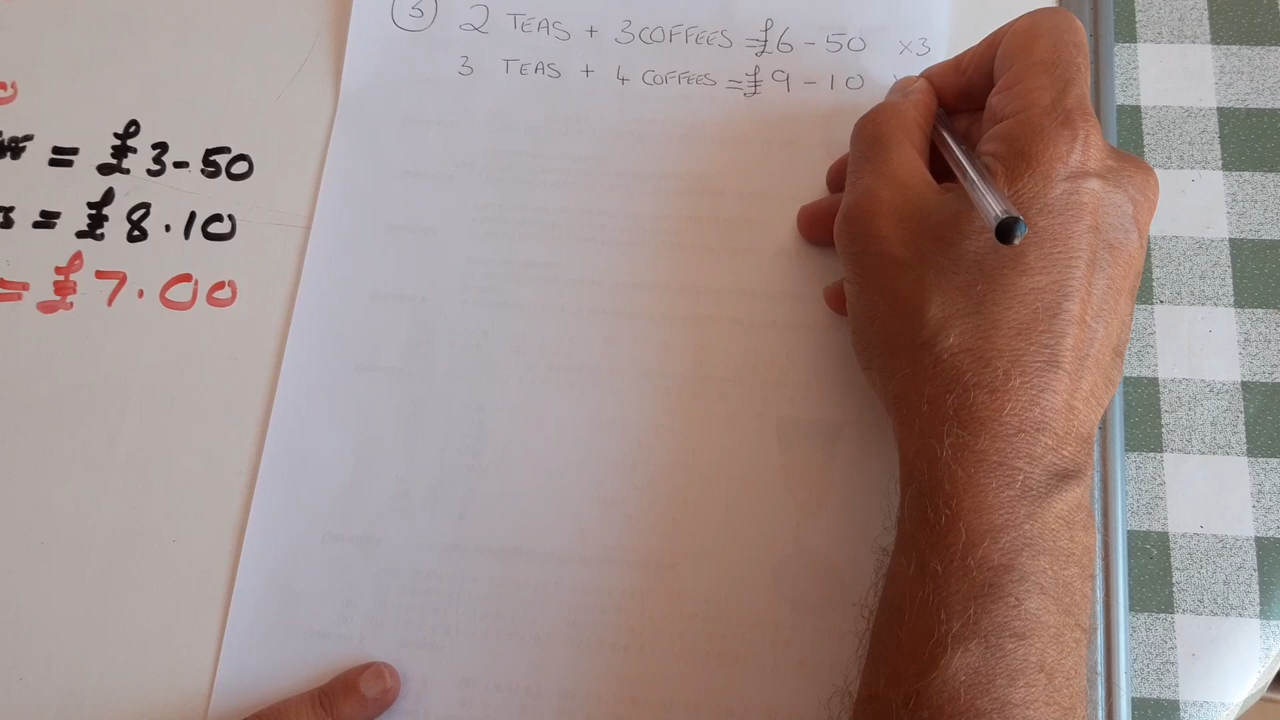 ③ 2 TEAS + 3 COFFEES = £6-50 ×3
3 TEAS + 4 COFFEES = £9-10
= £3-50
= £8.10
= £7.00